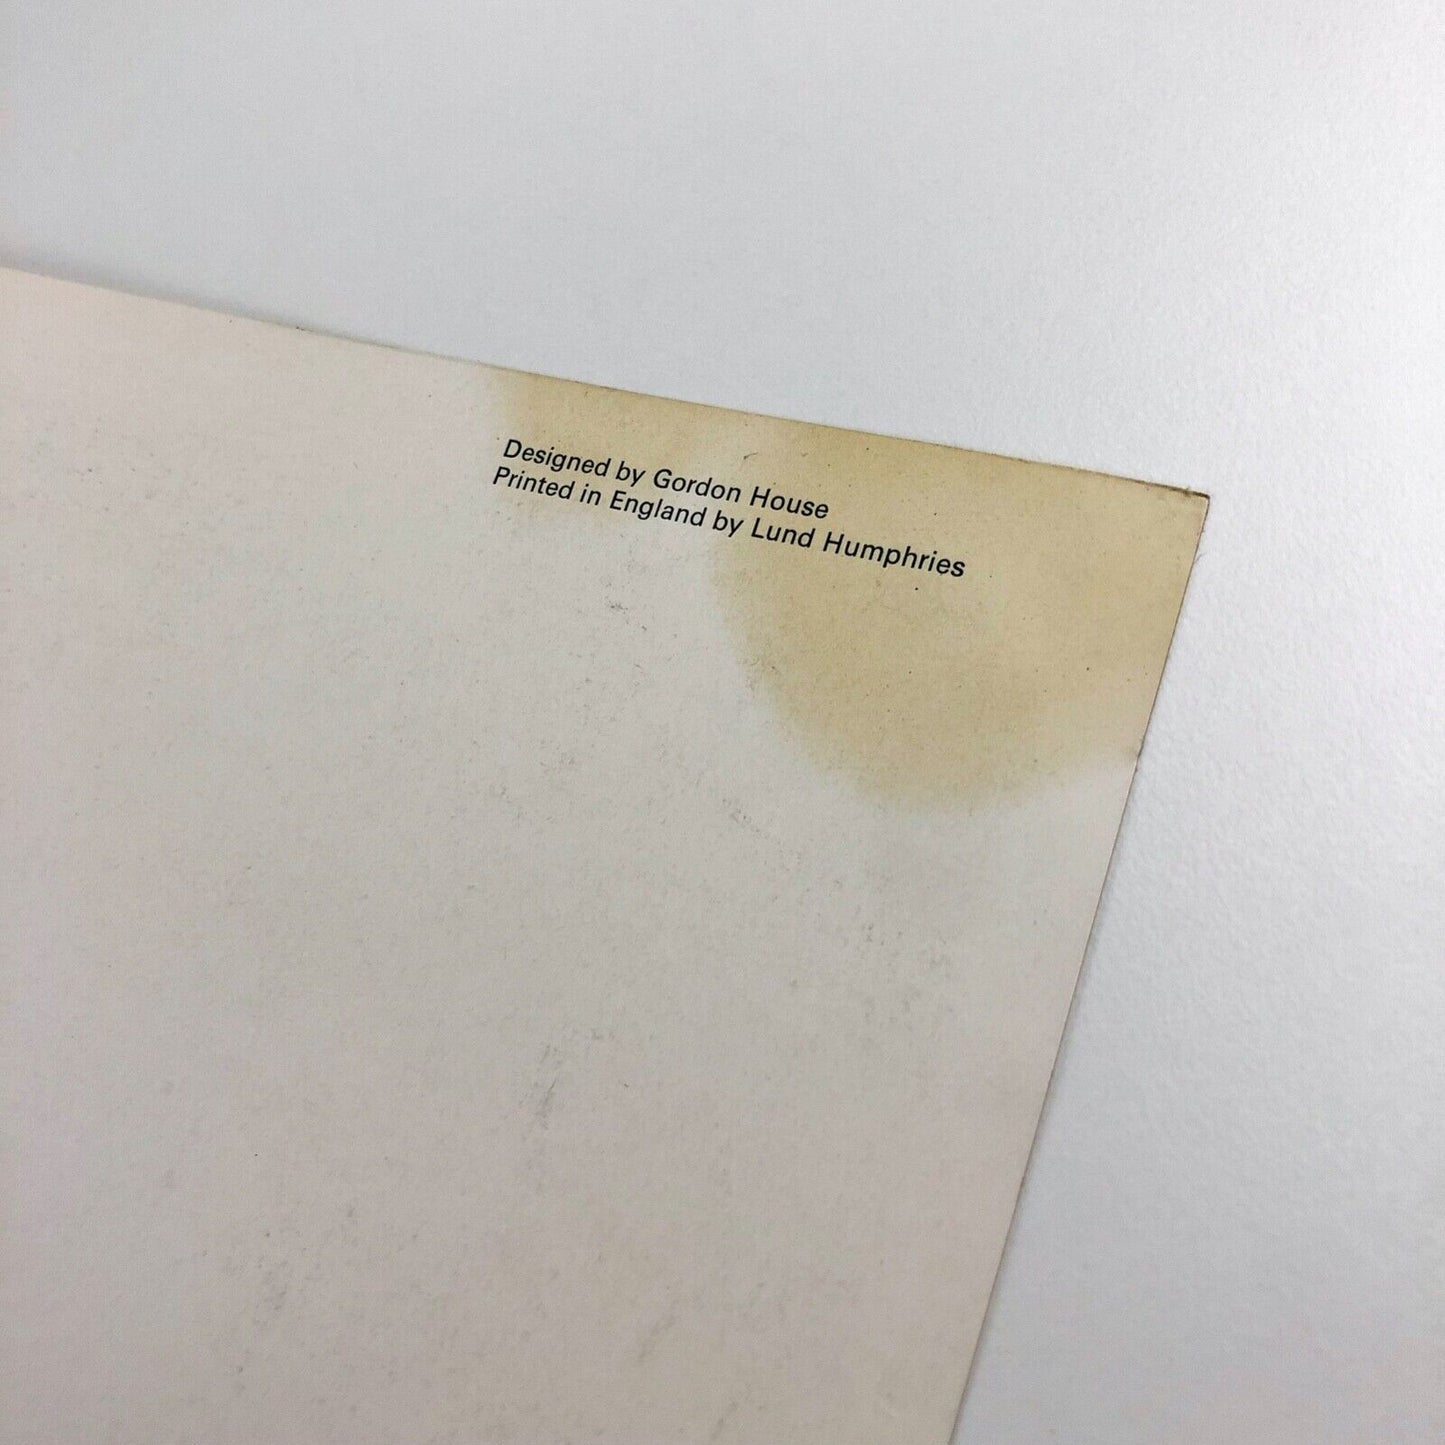 Designed by Gordon House
Printed in England by Lund Humphries